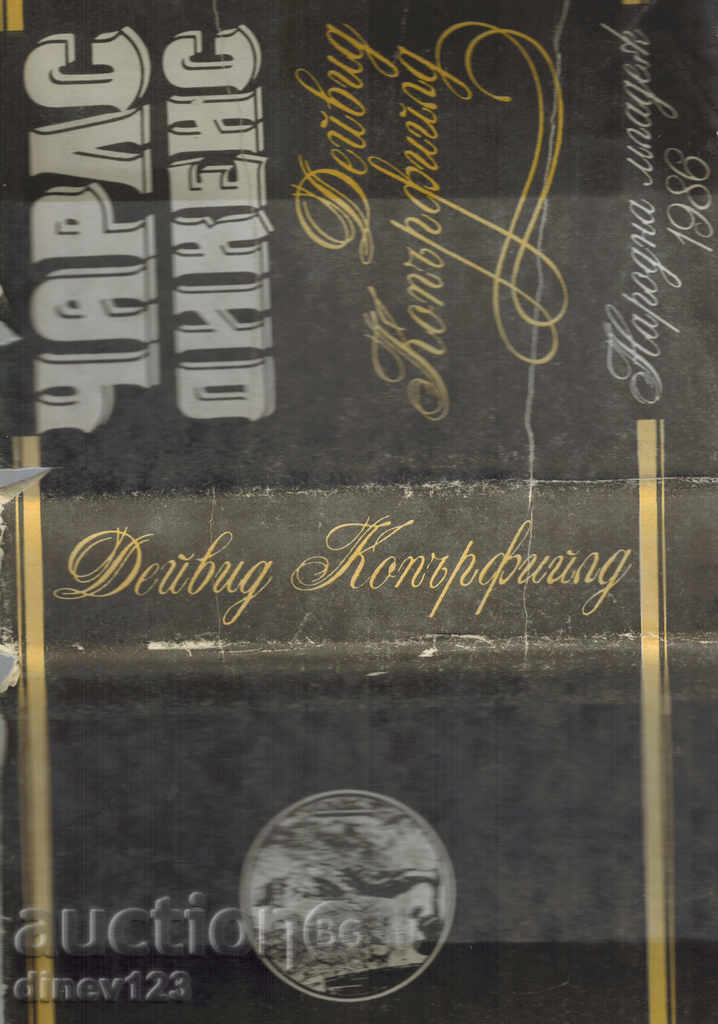 ЧАРЛС
ДИКЕНС
Дейвид
Копърфийлд
Народна младеж
1986
Дейвид Копърфийлд
auction BG
dinev123